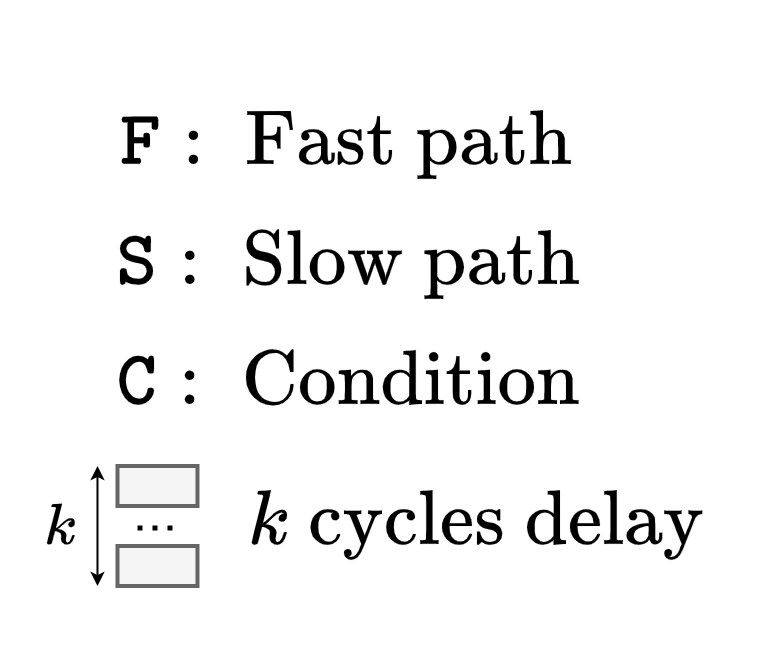 F : Fast path
S : Slow path
C : Condition
k ... k cycles delay